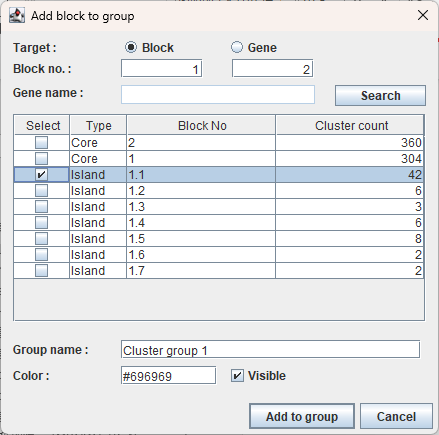 Add block to group
Target : Block Gene
Block no. : 1 2
Gene name : Search
Select Type Block No Cluster count
Core 2 360
Core 1 304
Island 1.1 42
Island 1.2 6
Island 1.3 3
Island 1.4 6
Island 1.5 8
Island 1.6 2
Island 1.7 2
Group name : Cluster group 1
Color : #696969 Visible
Add to group Cancel